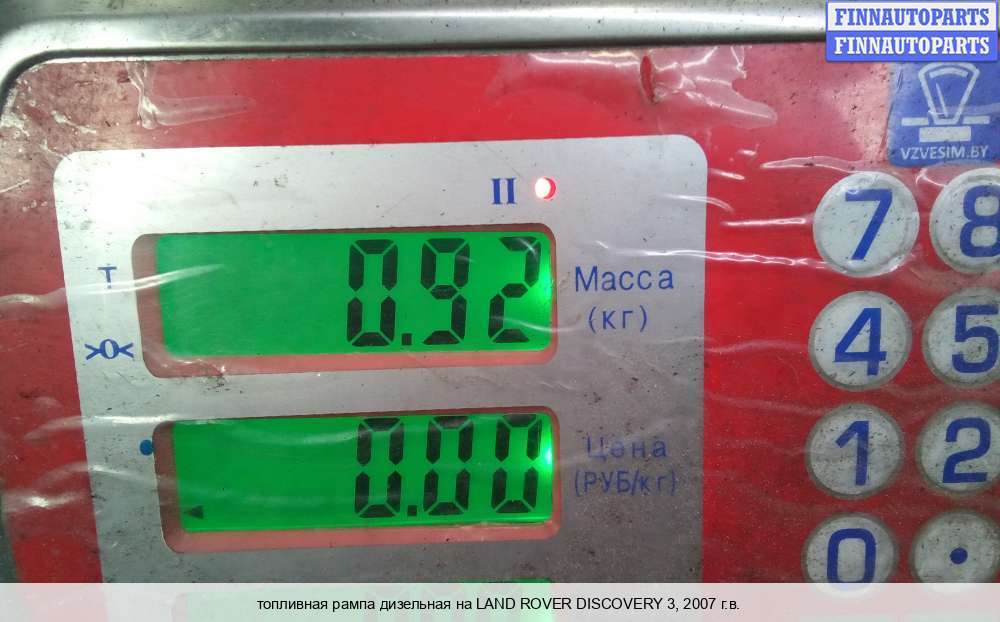 FINNAUTOPARTS
FINNAUTOPARTS
VZVESIM.BY
II
7 8
T
0.92
Масса
(кг)
>0<
4 5
0.00
Цена
(РУБ/кг)
1 2
0 .
топливная рампа дизельная на LAND ROVER DISCOVERY 3, 2007 г.в.